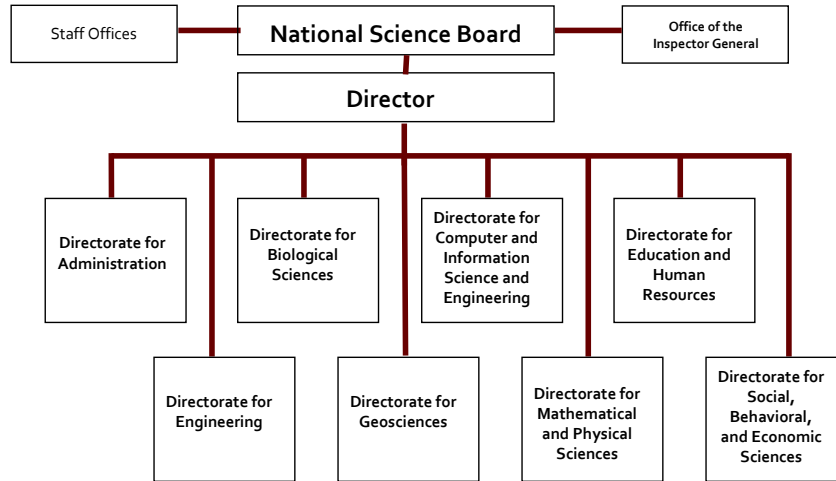 Staff Offices
National Science Board
Office of the
Inspector General
Director
Directorate for
Administration
Directorate for
Biological
Sciences
Directorate for
Computer and
Information
Science and
Engineering
Directorate for
Education and
Human
Resources
Directorate for
Engineering
Directorate for
Geosciences
Directorate for
Mathematical
and Physical
Sciences
Directorate for
Social,
Behavioral,
and Economic
Sciences